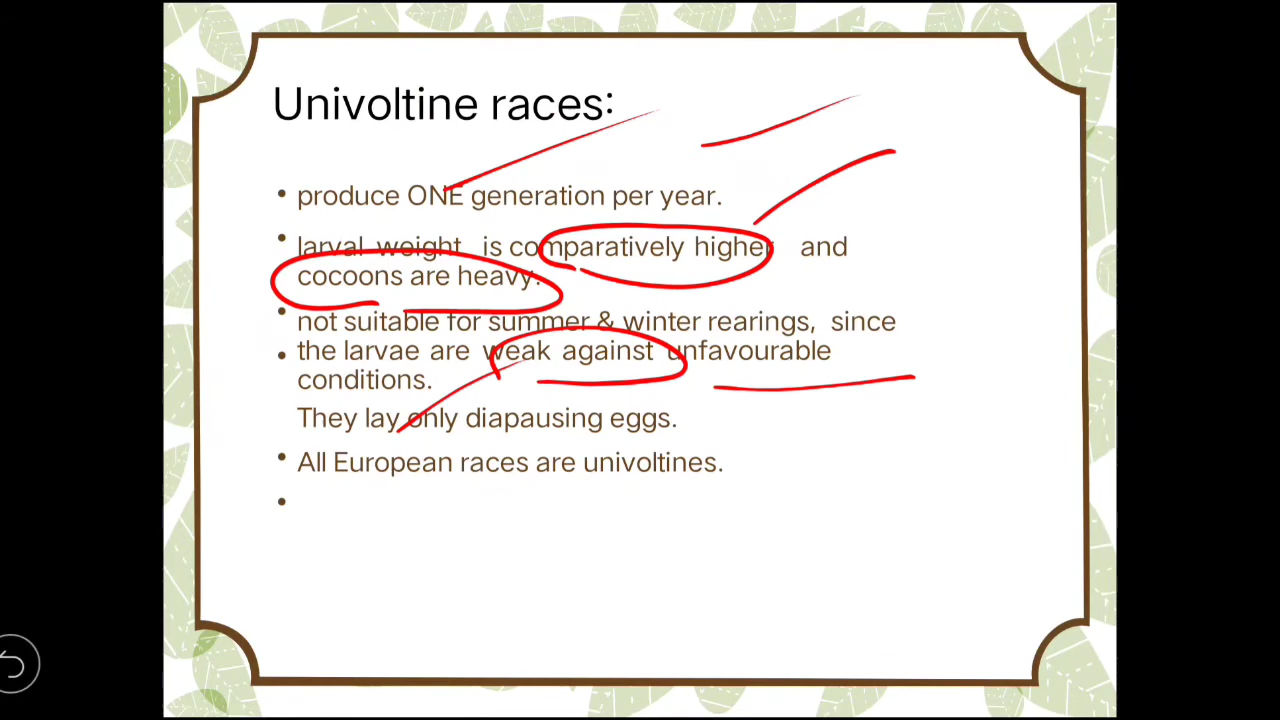 Univoltine races:
• produce ONE generation per year.
• larval weight is comparatively higher and
cocoons are heavy.
• not suitable for summer & winter rearings, since
• the larvae are weak against unfavourable
conditions.
They lay only diapausing eggs.
• All European races are univoltines.
•